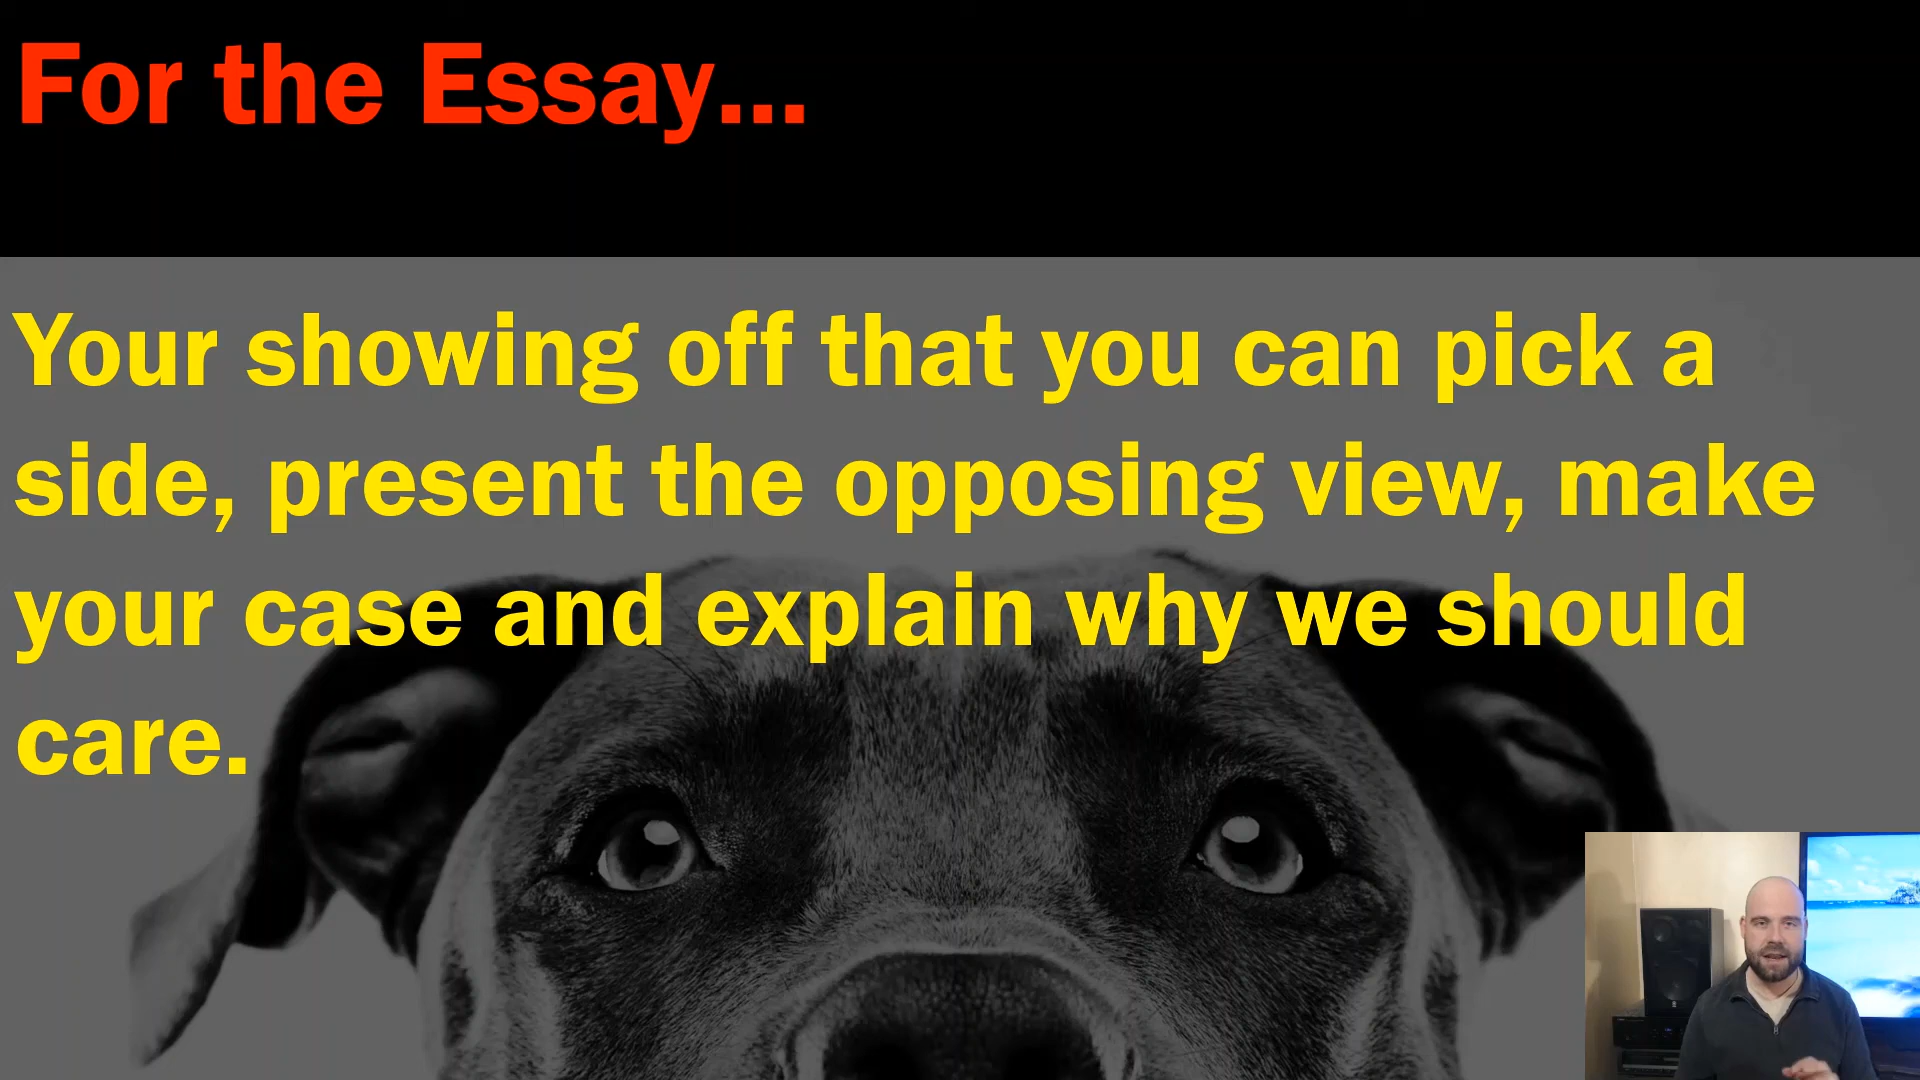 For the Essay...
Your showing off that you can pick a
side, present the opposing view, make
your case and explain why we should
care.